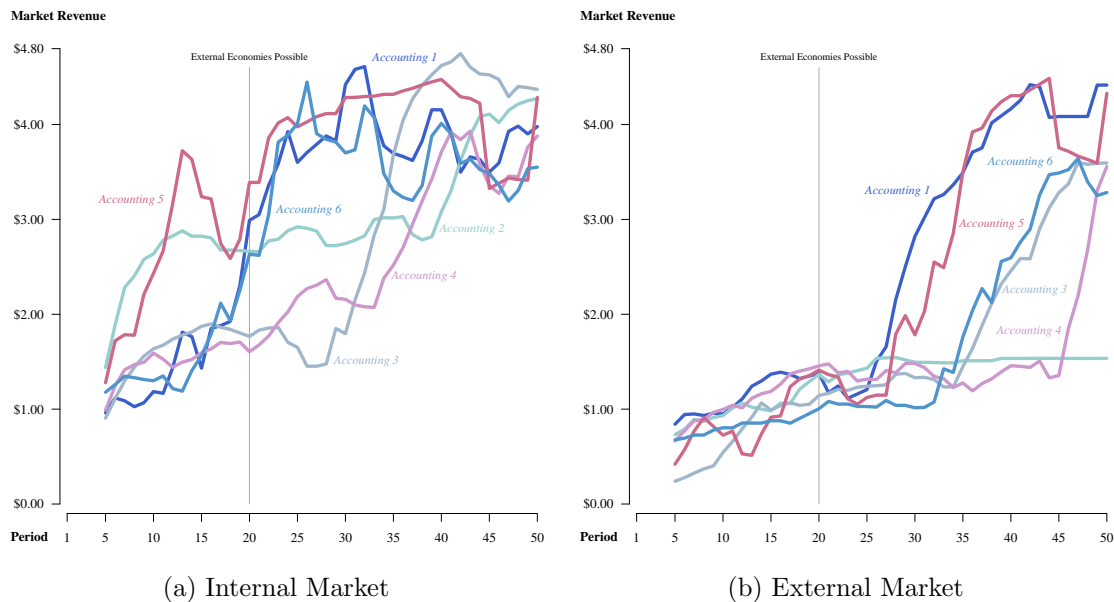 Market Revenue
$4.80
$4.00
$3.00
$2.00
$1.00
$0.00
External Economies Possible
Accounting 1
Accounting 5
Accounting 6
Accounting 2
Accounting 4
Accounting 3
Period 1 5 10 15 20 25 30 35 40 45 50
(a) Internal Market
Market Revenue
$4.80
$4.00
$3.00
$2.00
$1.00
$0.00
External Economies Possible
Accounting 6
Accounting 1
Accounting 5
Accounting 3
Accounting 4
Period 1 5 10 15 20 25 30 35 40 45 50
(b) External Market